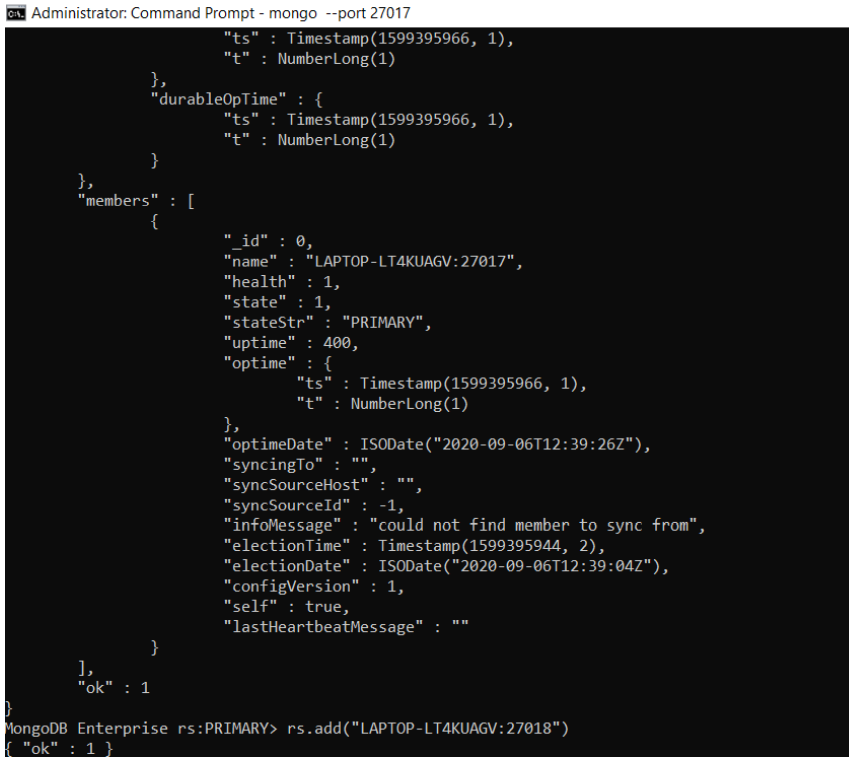 Administrator: Command Prompt - mongo  --port 27017
"ts" : Timestamp(1599395966, 1),
"t" : NumberLong(1)
},
"durableOpTime" : {
"ts" : Timestamp(1599395966, 1),
"t" : NumberLong(1)
}
},
"members" : [
{
"_id" : 0,
"name" : "LAPTOP-LT4KUAGV:27017",
"health" : 1,
"state" : 1,
"stateStr" : "PRIMARY",
"uptime" : 400,
"optime" : {
"ts" : Timestamp(1599395966, 1),
"t" : NumberLong(1)
},
"optimeDate" : ISODate("2020-09-06T12:39:26Z"),
"syncingTo" : "",
"syncSourceHost" : "",
"syncSourceId" : -1,
"infoMessage" : "could not find member to sync from",
"electionTime" : Timestamp(1599395944, 2),
"electionDate" : ISODate("2020-09-06T12:39:04Z"),
"configVersion" : 1,
"self" : true,
"lastHeartbeatMessage" : ""
}
],
"ok" : 1
}
MongoDB Enterprise rs:PRIMARY> rs.add("LAPTOP-LT4KUAGV:27018")
{ "ok" : 1 }